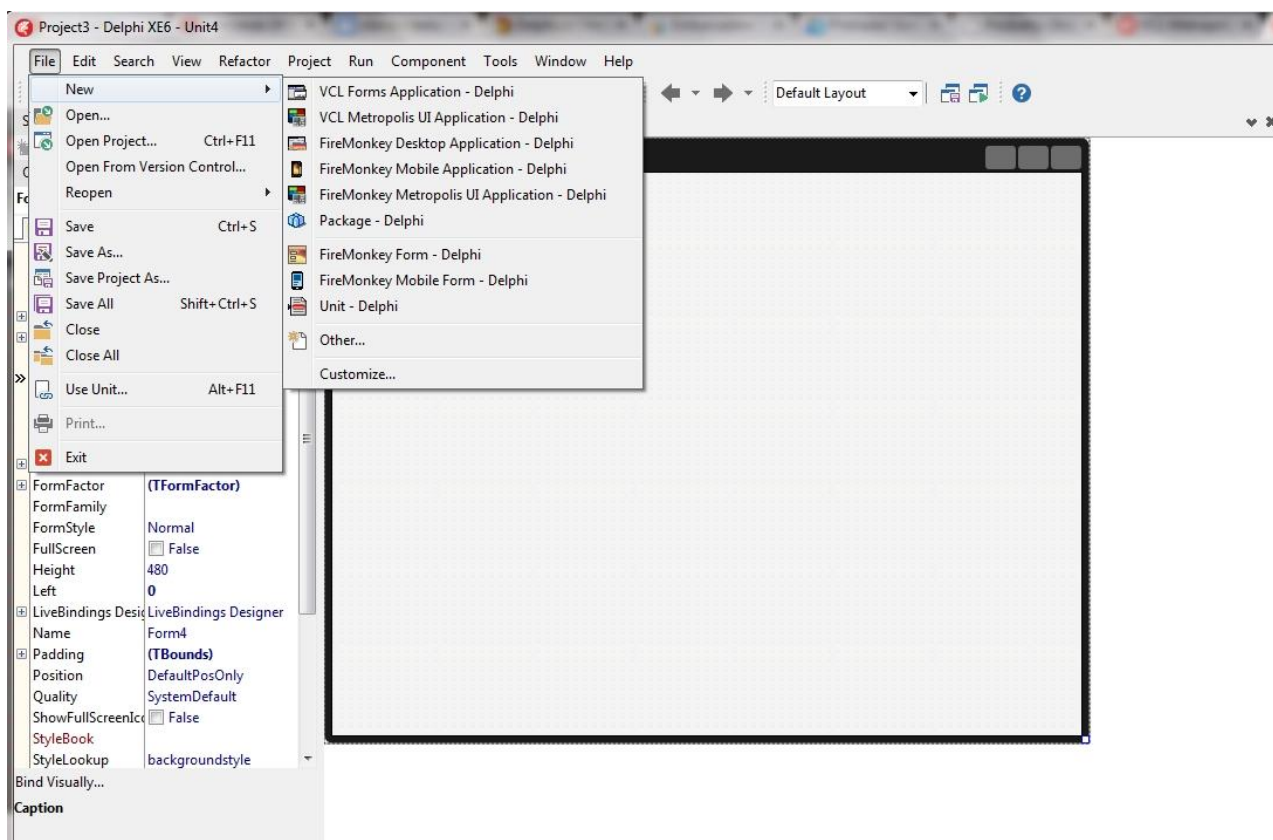 Project3 - Delphi XE6 - Unit4
File Edit Search View Refactor Project Run Component Tools Window Help
Default Layout
New
Open...
Open Project... Ctrl+F11
Open From Version Control...
Reopen
Save Ctrl+S
Save As...
Save Project As...
Save All Shift+Ctrl+S
Close
Close All
Use Unit... Alt+F11
Print...
Exit
VCL Forms Application - Delphi
VCL Metropolis UI Application - Delphi
FireMonkey Desktop Application - Delphi
FireMonkey Mobile Application - Delphi
FireMonkey Metropolis UI Application - Delphi
Package - Delphi
FireMonkey Form - Delphi
FireMonkey Mobile Form - Delphi
Unit - Delphi
Other...
Customize...
FormFactor (TFormFactor)
FormFamily
FormStyle Normal
FullScreen False
Height 480
Left 0
LiveBindings Desig LiveBindings Designer
Name Form4
Padding (TBounds)
Position DefaultPosOnly
Quality SystemDefault
ShowFullScreenIco False
StyleBook
StyleLookup backgroundstyle
Bind Visually...
Caption